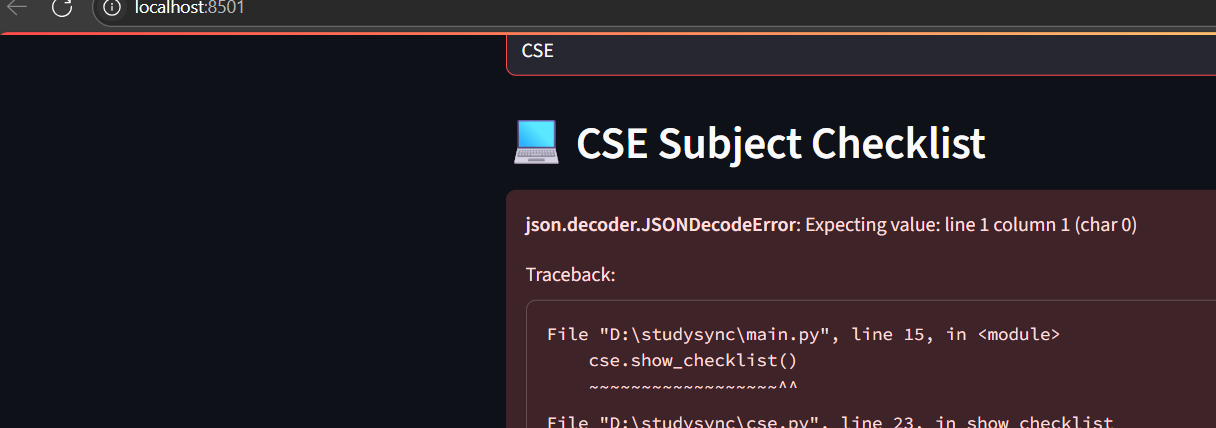 localhost:8501
CSE
CSE Subject Checklist
json.decoder.JSONDecodeError: Expecting value: line 1 column 1 (char 0)
Traceback:
File "D:\studysync\main.py", line 15, in <module>
cse.show_checklist()
~~~~~~~~~~~~~~~~~~^^
File "D:\studysync\cse.py", line 23, in show_checklist